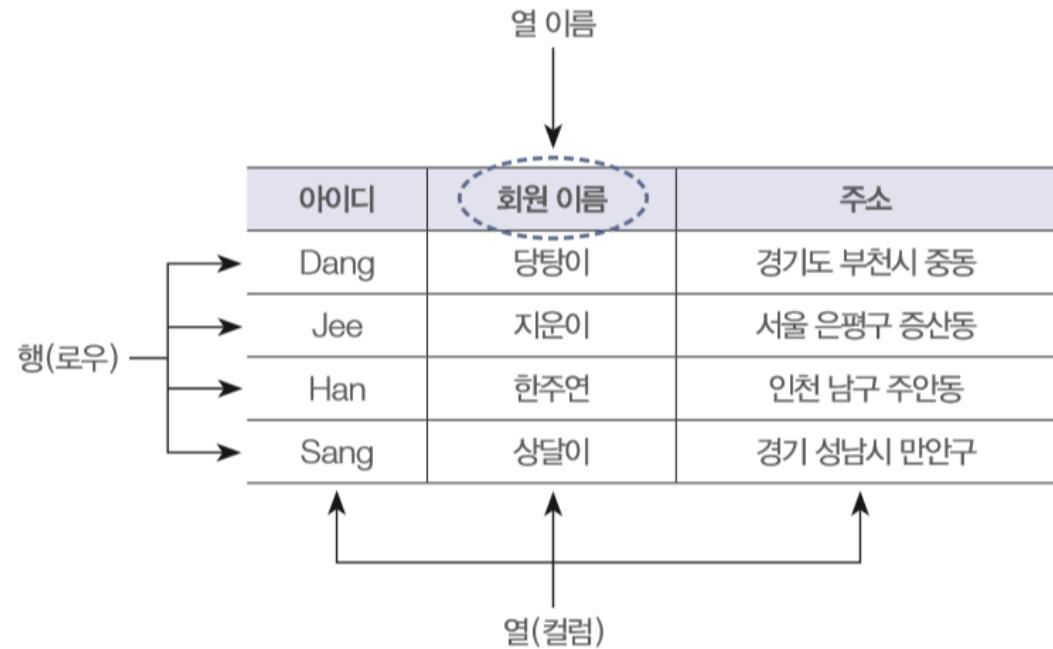 열 이름
아이디 회원 이름 주소
Dang 당탕이 경기도 부천시 중동
Jee 지운이 서울 은평구 증산동
행(로우)
Han 한주연 인천 남구 주안동
Sang 상달이 경기 성남시 만안구
열(컬럼)